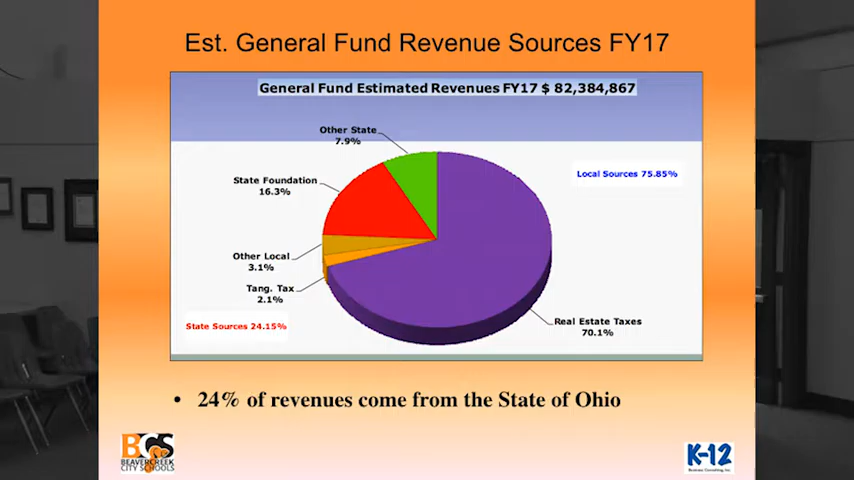 Est. General Fund Revenue Sources FY17
General Fund Estimated Revenues FY17 $ 82,384,867
Other State
7.9%
Local Sources 75.85%
State Foundation
16.3%
Other Local
3.1%
Tang. Tax
2.1%
Real Estate Taxes
70.1%
State Sources 24.15%
• 24% of revenues come from the State of Ohio
BCS
BEAVERCREEK
CITY SCHOOLS
K-12
Business Consulting, Inc.